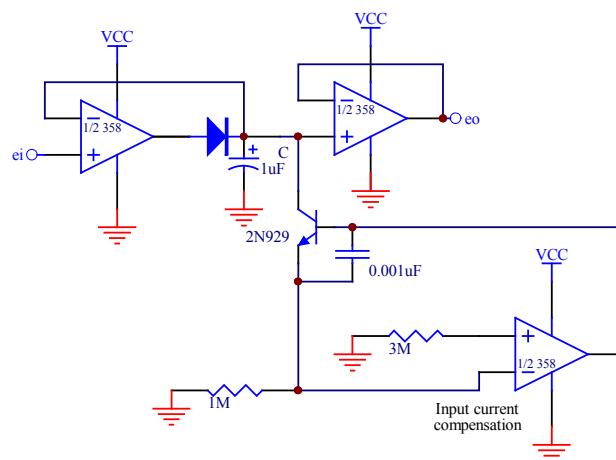 VCC
VCC
1/2 358
1/2 358
ei
eo
C
+
1uF
2N929
0.001uF
VCC
3M
1/2 358
1M
Input current
compensation